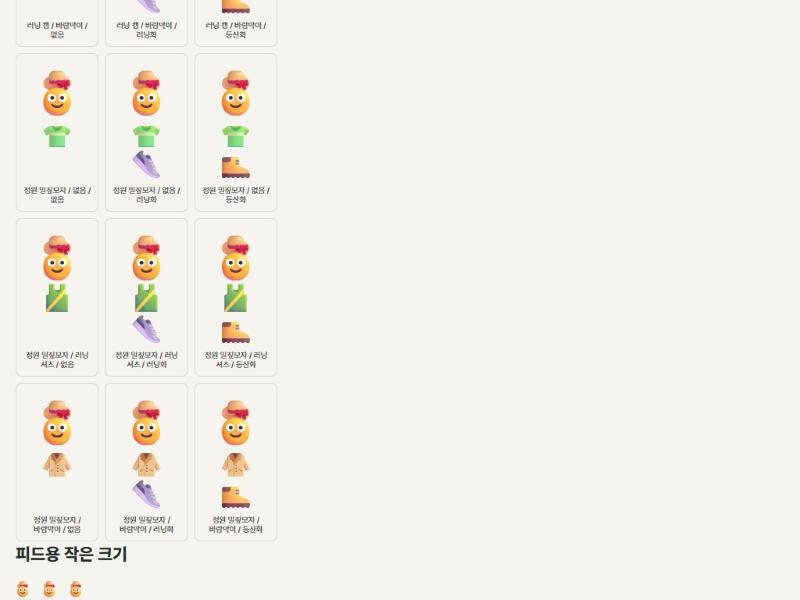 러닝 캡 / 바람막이 /
없음
러닝 캡 / 바람막이 /
러닝화
러닝 캡 / 바람막이 /
등산화
정원 밀짚모자 / 없음 /
없음
정원 밀짚모자 / 없음 /
러닝화
정원 밀짚모자 / 없음 /
등산화
정원 밀짚모자 / 러닝
셔츠 / 없음
정원 밀짚모자 / 러닝
셔츠 / 러닝화
정원 밀짚모자 / 러닝
셔츠 / 등산화
정원 밀짚모자 /
바람막이 / 없음
정원 밀짚모자 /
바람막이 / 러닝화
정원 밀짚모자 /
바람막이 / 등산화
피드용 작은 크기